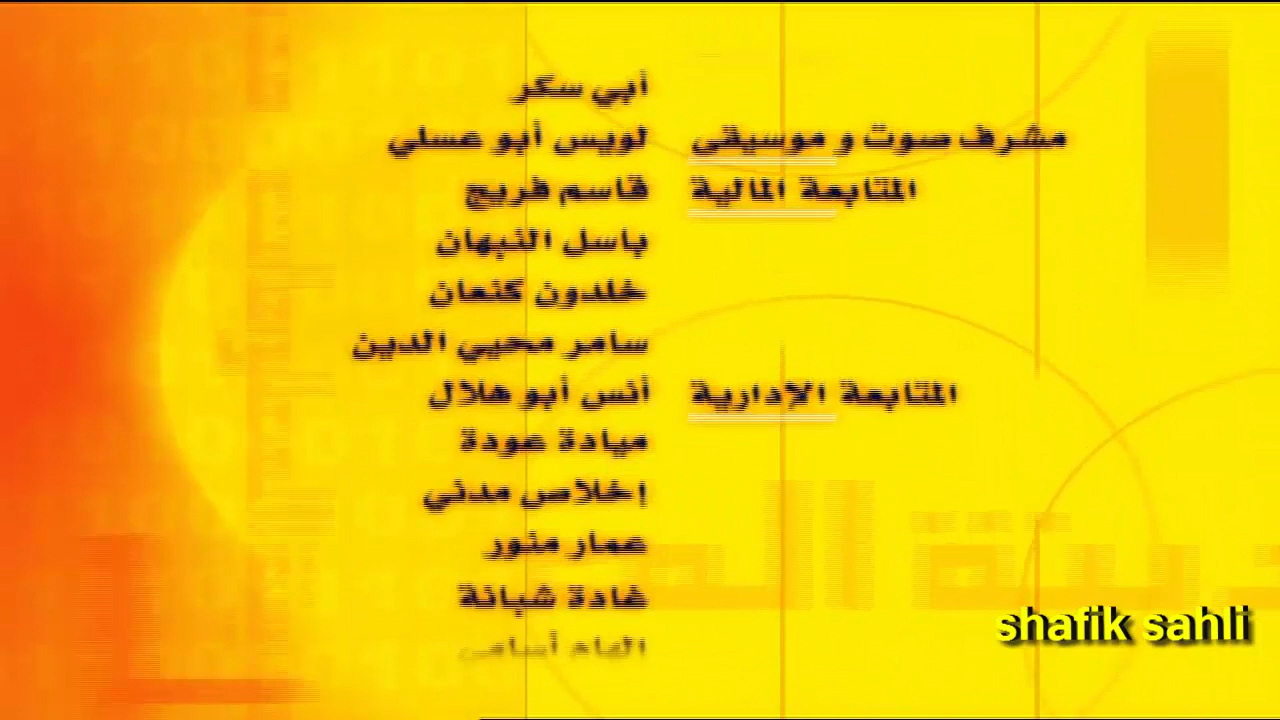 أبي سكر
مشرف صوت و موسيقى لويس أبو عسلي
المتابعة المالية قاسم فريج
باسل النبهان
خلدون كنعان
سامر محيي الدين
المتابعة الإدارية أنس أبو هلال
ميادة عودة
إخلاص مدني
عمار منور
غادة شبانة
shafik sahli